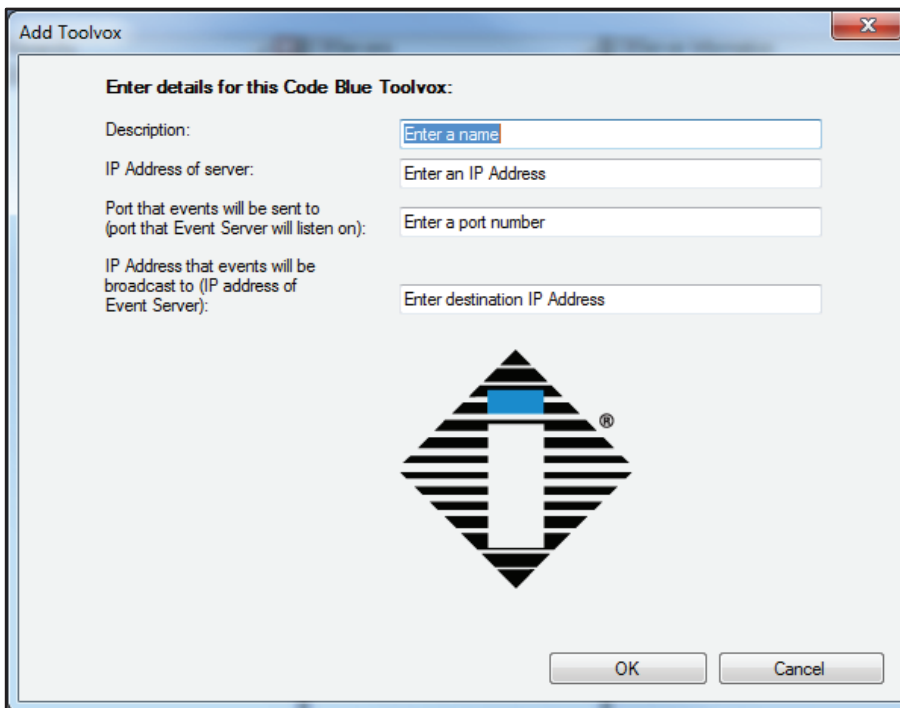 Add Toolvox
Enter details for this Code Blue Toolvox:
Description:
Enter a name
IP Address of server:
Enter an IP Address
Port that events will be sent to
(port that Event Server will listen on):
Enter a port number
IP Address that events will be
broadcast to (IP address of
Event Server):
Enter destination IP Address
®
OK
Cancel